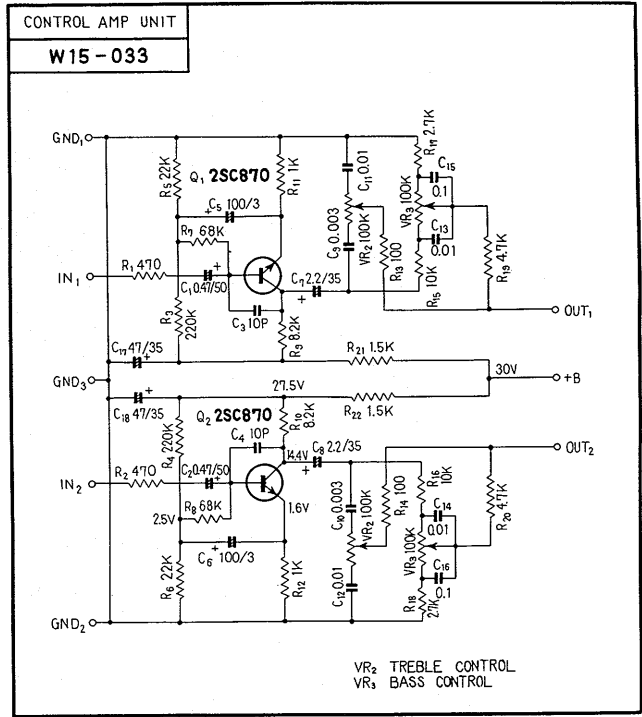 CONTROL AMP UNIT
W15-033
GND₁
R₅ 22K
Q₁ 2SC870
R₁₁ 1K
C₁₁ 0.01
R₁₇ 2.7K
C₁₅
0.1
C₅ 100/3
R₇ 68K
C₉ 0.003
VR₂ 100K
R₁₃ 100
VR₃ 100K
C₁₃
0.01
R₁₉ 4.7K
IN₁
R₁ 470
C₁ 0.47/50
C₇ 2.2/35
10K
R₁₅
R₃
220K
C₃ 10P
R₉ 8.2K
OUT₁
C₁₇ 47/35
R₂₁ 1.5K
30V
GND₃
+B
27.5V
C₁₈ 47/35
Q₂ 2SC870
R₁₀
8.2K
R₂₂ 1.5K
C₄ 10P
R₄ 220K
14.4V
C₈ 2.2/35
OUT₂
IN₂
R₂ 470
C₂ 0.47/50
R₈ 68K
2.5V
1.6V
C₁₀ 0.003
VR₂ 100K
R₁₄ 100
R₁₆
10K
C₁₄
0.01
R₂₀ 4.7K
C₆ 100/3
R₆ 22K
R₁₂ 1K
C₁₂ 0.01
VR₃ 100K
C₁₆
0.1
R₁₈
27K
GND₂
VR₂ TREBLE CONTROL
VR₃ BASS CONTROL